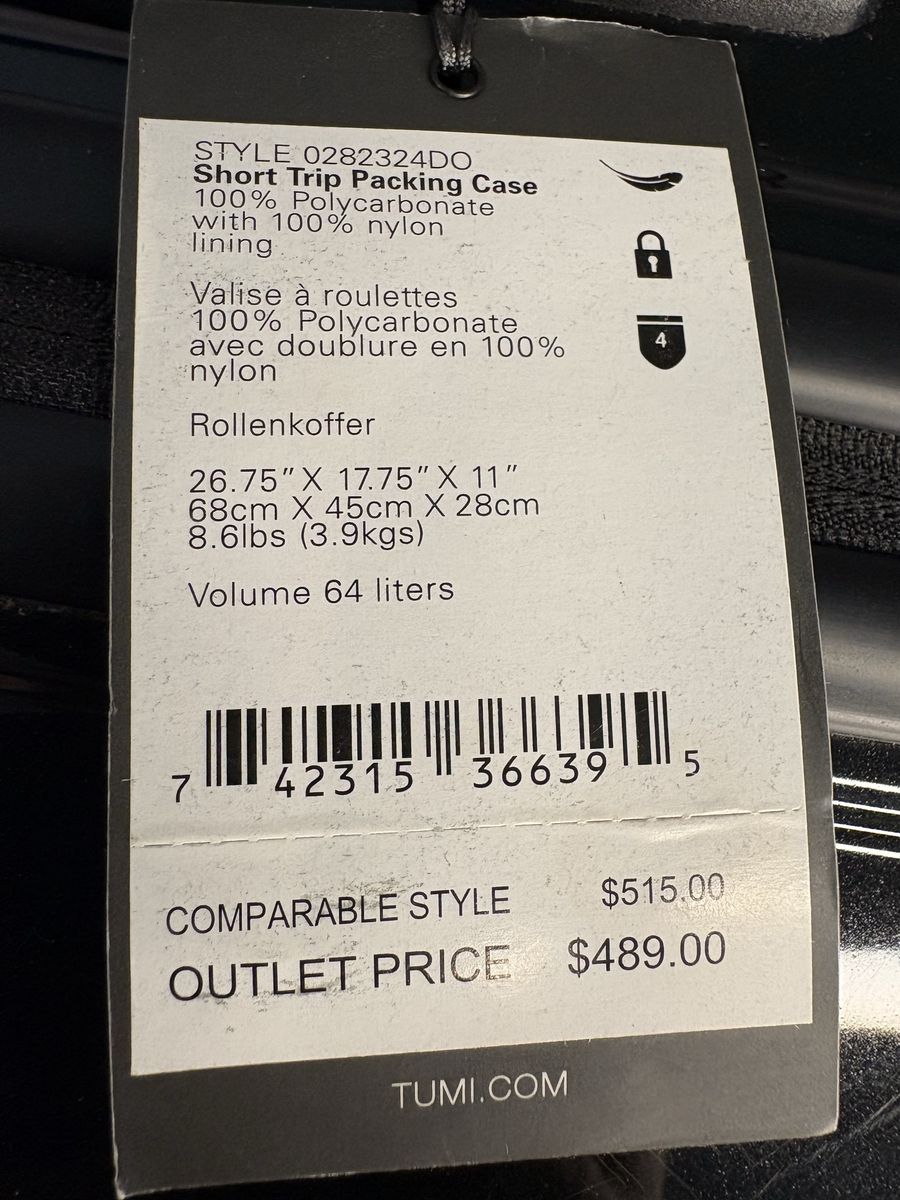 STYLE 0282324DO
Short Trip Packing Case
100% Polycarbonate
with 100% nylon
lining
Valise à roulettes
100% Polycarbonate
avec doublure en 100%
nylon
Rollenkoffer
26.75" X 17.75" X 11"
68cm X 45cm X 28cm
8.6lbs (3.9kgs)
Volume 64 liters
4
7 42315 36639 5
COMPARABLE STYLE $515.00
OUTLET PRICE $489.00
TUMI.COM